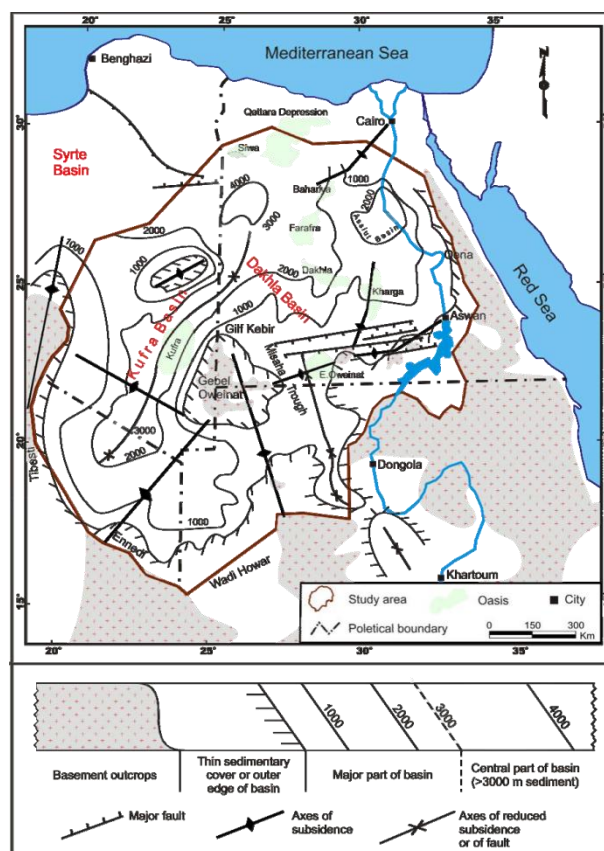 Mediterranean Sea
Benghazi
N
Qattara Depression
Cairo
30°
30°
Syrte
Basin
Siwa
4000
1000
2000
Baharka
3000
Assiut Basin
2000
Farafra
1000
1000
Qena
25°
Dakhla
2000
25°
Dakhla Basin
Kharga
Red Sea
1000
Kufra Basin
Aswan
Gilf Kebir
Kufra
Misaha Trough
E.Oweinat
Gebel
Oweinat
3000
20°
20°
2000
Tibesti
Dongola
1000
Ennedi
Wadi Howar
Khartoum
15°
15°
Study area
Oasis
City
Poletical boundary
0 150 300
Km
20°
25°
30°
35°
1000
2000
3000
4000
Basement outcrops
Thin sedimentary
cover or outer
edge of basin
Major part of basin
Central part of basin
(>3000 m sediment)
Major fault
Axes of
subsidence
Axes of reduced
subsidence
or of fault